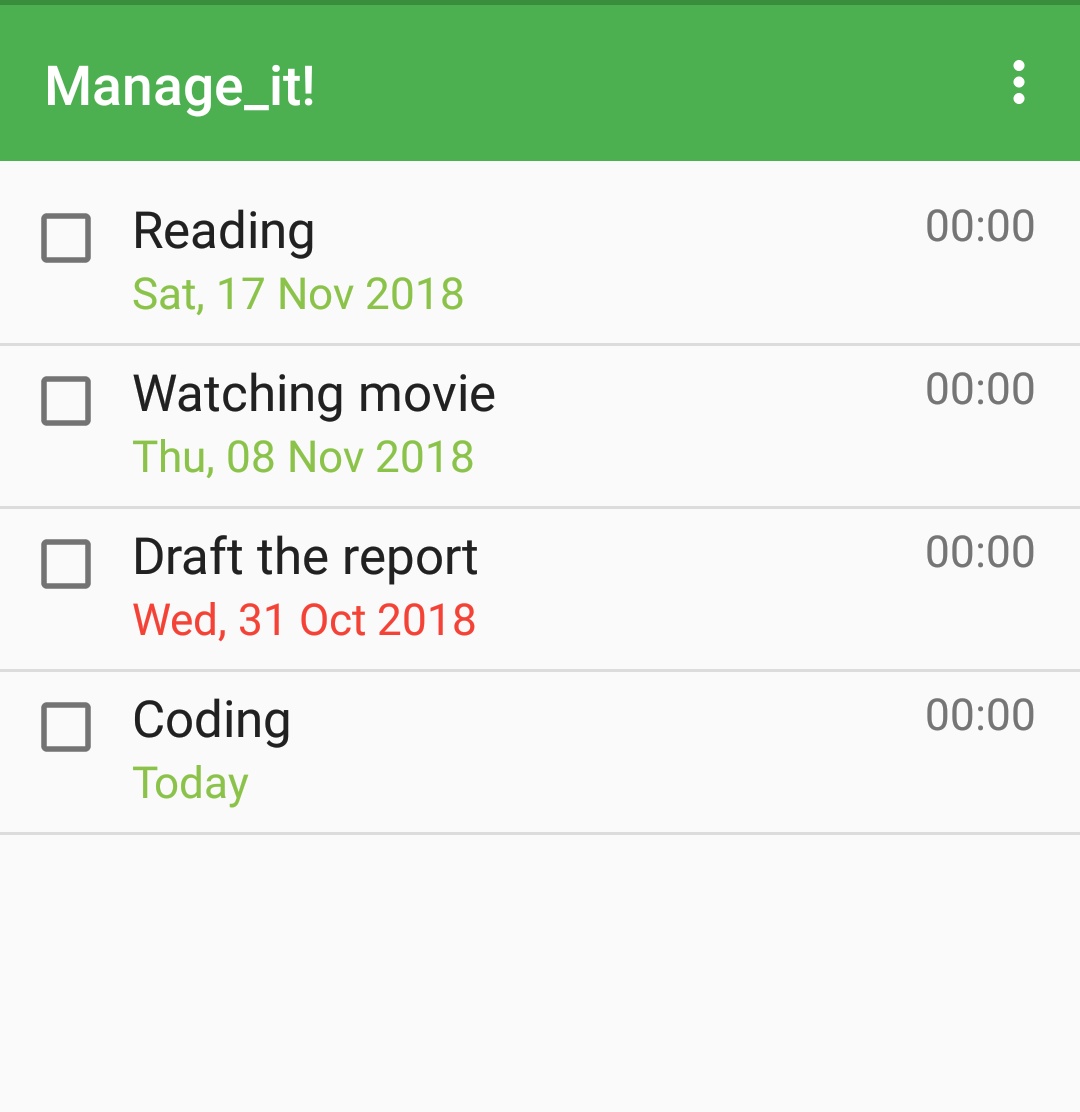 Manage_it!
Reading 00:00
Sat, 17 Nov 2018
Watching movie 00:00
Thu, 08 Nov 2018
Draft the report 00:00
Wed, 31 Oct 2018
Coding 00:00
Today